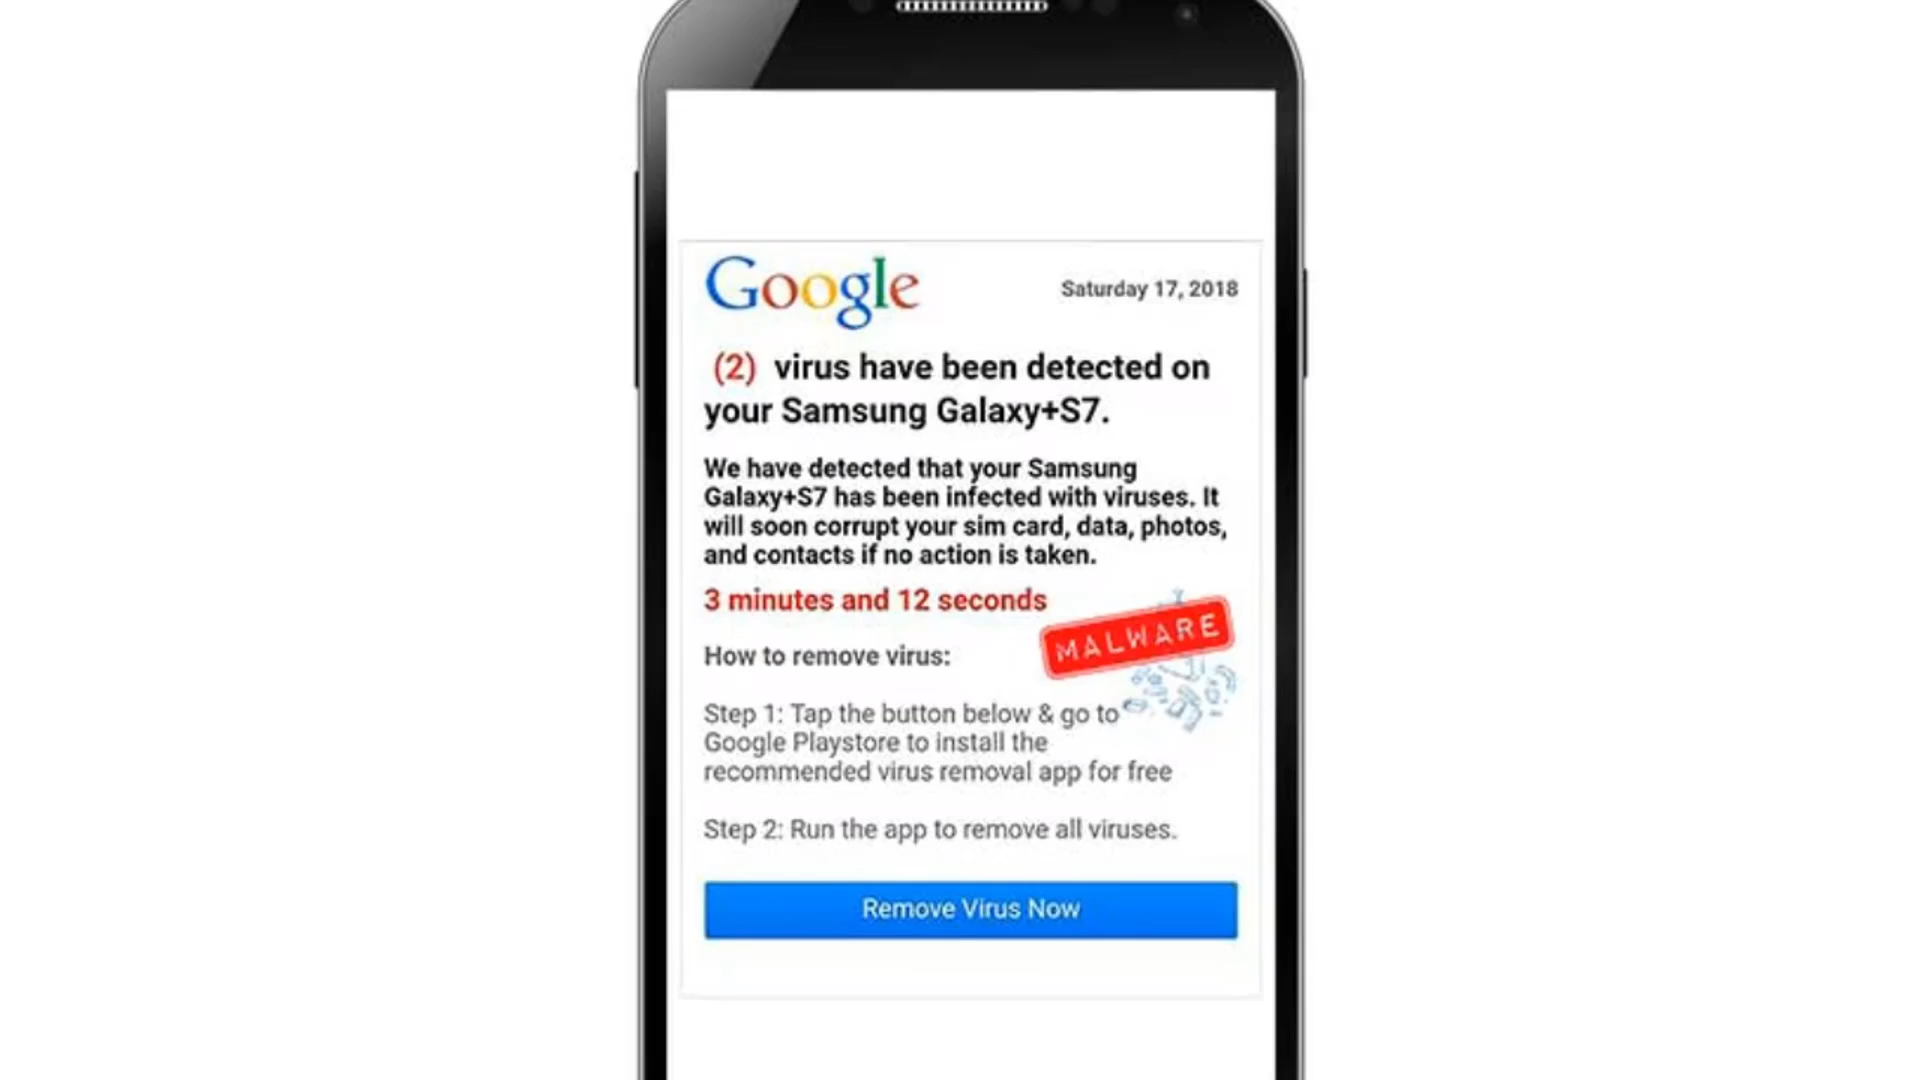 Google
Saturday 17, 2018
(2) virus have been detected on
your Samsung Galaxy+S7.
We have detected that your Samsung
Galaxy+S7 has been infected with viruses. It
will soon corrupt your sim card, data, photos,
and contacts if no action is taken.
3 minutes and 12 seconds
MALWARE
How to remove virus:
Step 1: Tap the button below & go to
Google Playstore to install the
recommended virus removal app for free
Step 2: Run the app to remove all viruses.
Remove Virus Now